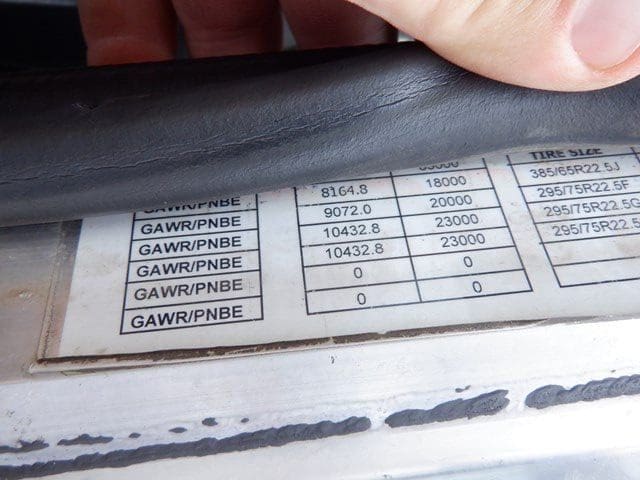 TIRE SIZE
GAWR/PNBE 8164.8 18000 385/65R22.5J
GAWR/PNBE 9072.0 20000 295/75R22.5F
GAWR/PNBE 10432.8 23000 295/75R22.5G
GAWR/PNBE 10432.8 23000 295/75R22.5
GAWR/PNBE 0 0
GAWR/PNBE 0 0